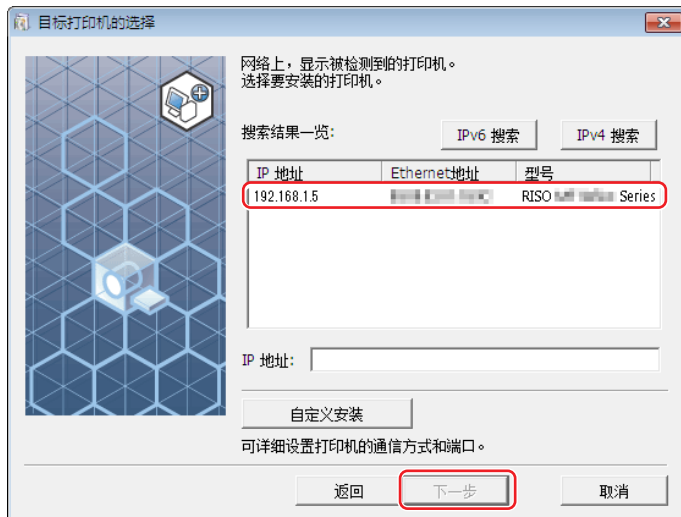 目标打印机的选择
网络上，显示被检测到的打印机。
选择要安装的打印机。
搜索结果一览:
IPv6 搜索
IPv4 搜索
IP 地址
Ethernet地址
型号
192.168.1.5
RISO Series
IP 地址:
自定义安装
可详细设置打印机的通信方式和端口。
返回
下一步
取消